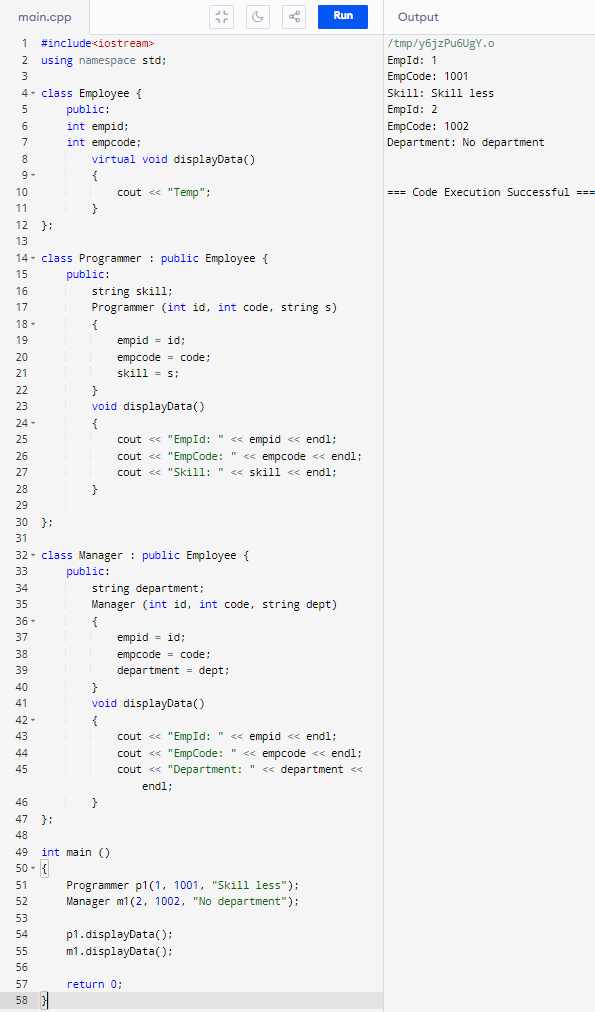 main.cpp
Run
Output
1 #include<iostream>
2 using namespace std;
3
4 class Employee {
5     public:
6     int empid;
7     int empcode;
8         virtual void displayData()
9         {
10             cout << "Temp";
11         }
12 };
13
14 class Programmer : public Employee {
15     public:
16         string skill;
17         Programmer (int id, int code, string s)
18         {
19             empid = id;
20             empcode = code;
21             skill = s;
22         }
23         void displayData()
24         {
25             cout << "EmpId: " << empid << endl;
26             cout << "EmpCode: " << empcode << endl;
27             cout << "Skill: " << skill << endl;
28         }
29
30 };
31
32 class Manager : public Employee {
33     public:
34         string department;
35         Manager (int id, int code, string dept)
36         {
37             empid = id;
38             empcode = code;
39             department = dept;
40         }
41         void displayData()
42         {
43             cout << "EmpId: " << empid << endl;
44             cout << "EmpCode: " << empcode << endl;
45             cout << "Department: " << department <<
                endl;
46         }
47 };
48
49 int main ()
50 {
51     Programmer p1(1, 1001, "Skill less");
52     Manager m1(2, 1002, "No department");
53
54     p1.displayData();
55     m1.displayData();
56
57     return 0;
58 }
/tmp/y6jzPu6UgY.o
EmpId: 1
EmpCode: 1001
Skill: Skill less
EmpId: 2
EmpCode: 1002
Department: No department
=== Code Execution Successful ===